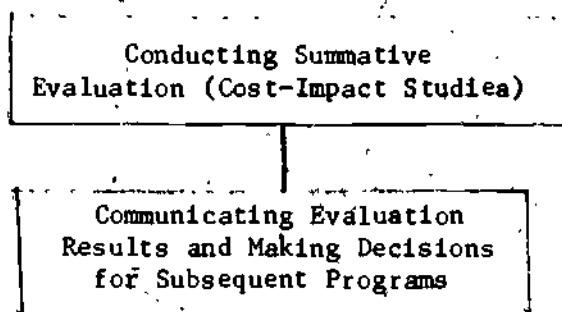 Conducting Summative
Evaluation (Cost-Impact Studiea)
Communicating Evaluation
Results and Making Decisions
for Subsequent Programs